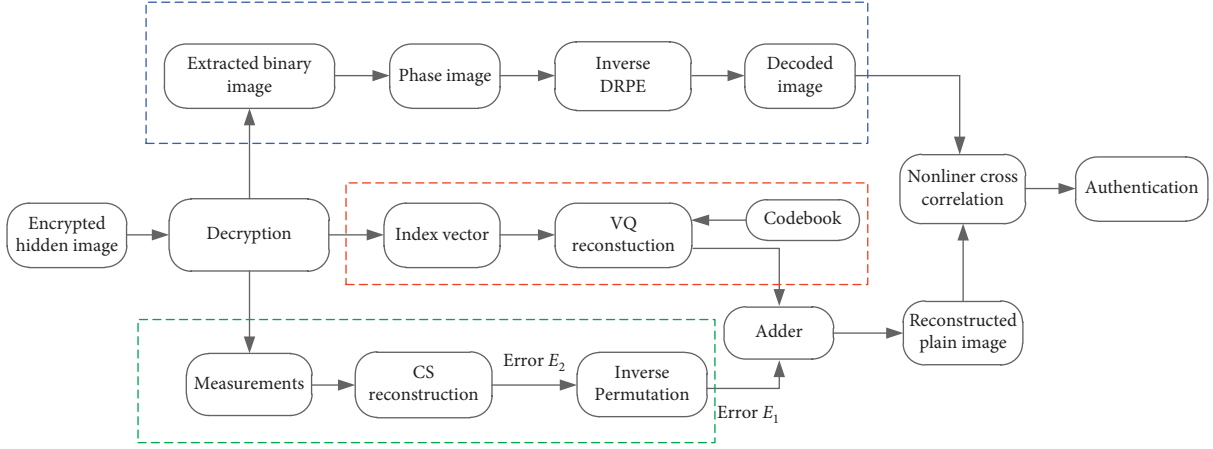 Extracted binary
image
Phase image
Inverse
DRPE
Decoded
image
Nonliner cross
correlation
Authentication
Encrypted
hidden image
Decryption
Index vector
VQ
reconstuction
Codebook
Adder
Reconstructed
plain image
Measurements
CS
reconstruction
Error E₂
Inverse
Permutation
Error E₁